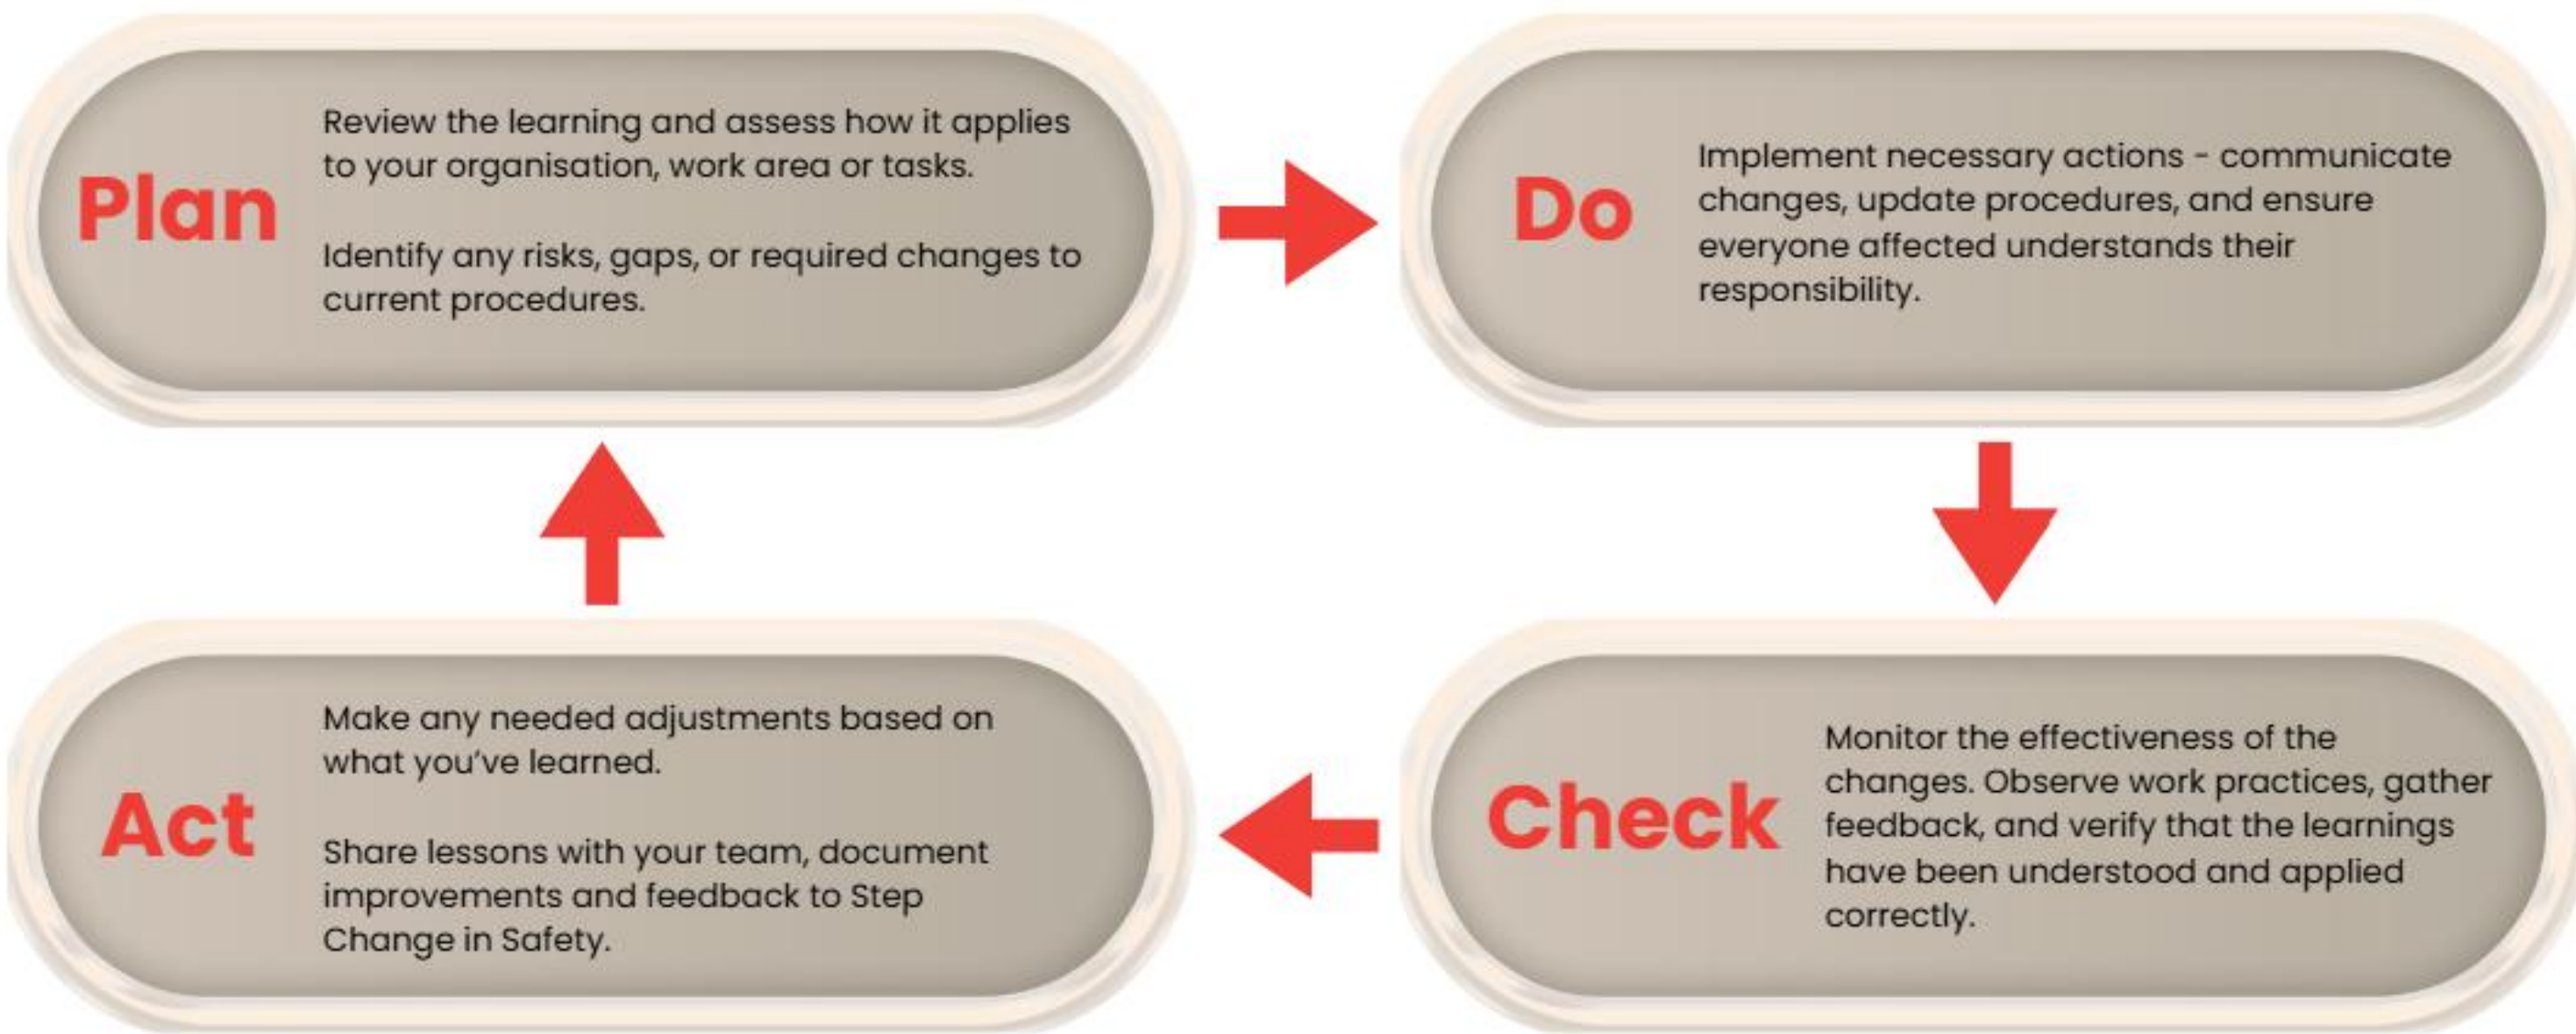 Plan
Review the learning and assess how it applies
to your organisation, work area or tasks.
Identify any risks, gaps, or required changes to
current procedures.
Do
Implement necessary actions - communicate
changes, update procedures, and ensure
everyone affected understands their
responsibility.
Check
Monitor the effectiveness of the
changes. Observe work practices, gather
feedback, and verify that the learnings
have been understood and applied
correctly.
Act
Make any needed adjustments based on
what you've learned.
Share lessons with your team, document
improvements and feedback to Step
Change in Safety.